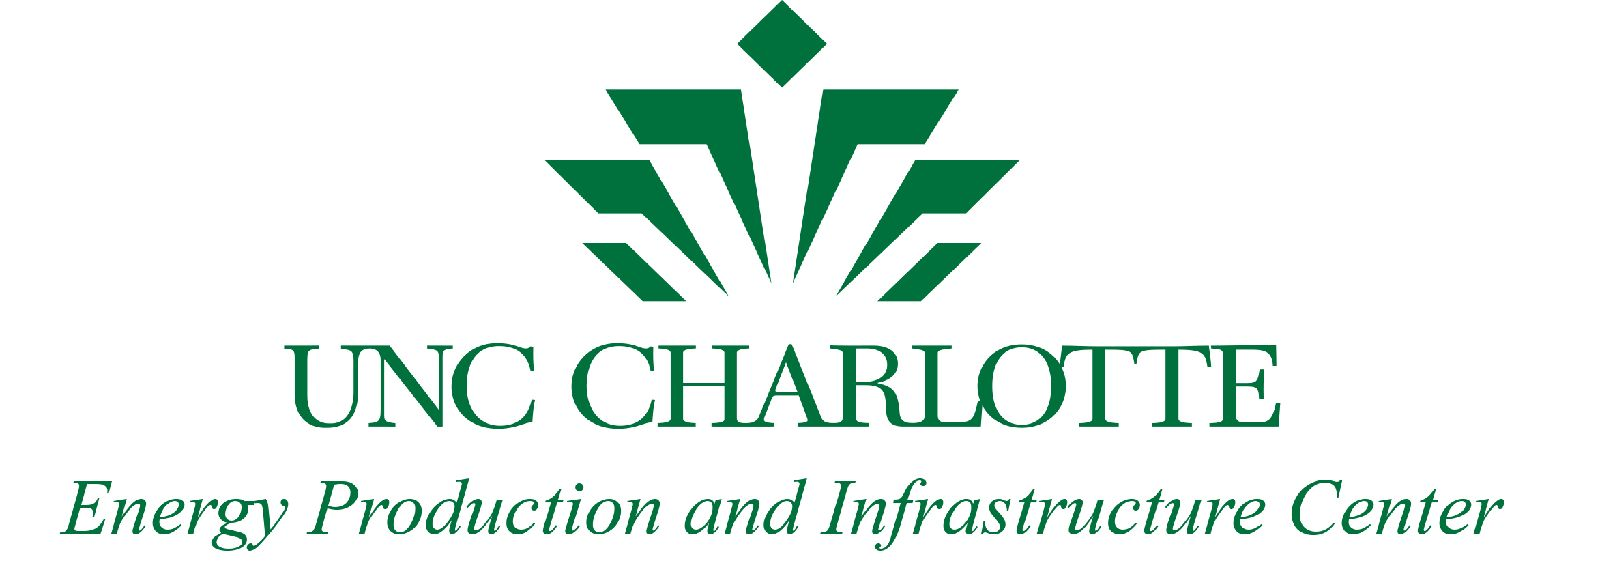 UNC CHARLOTTE
Energy Production and Infrastructure Center